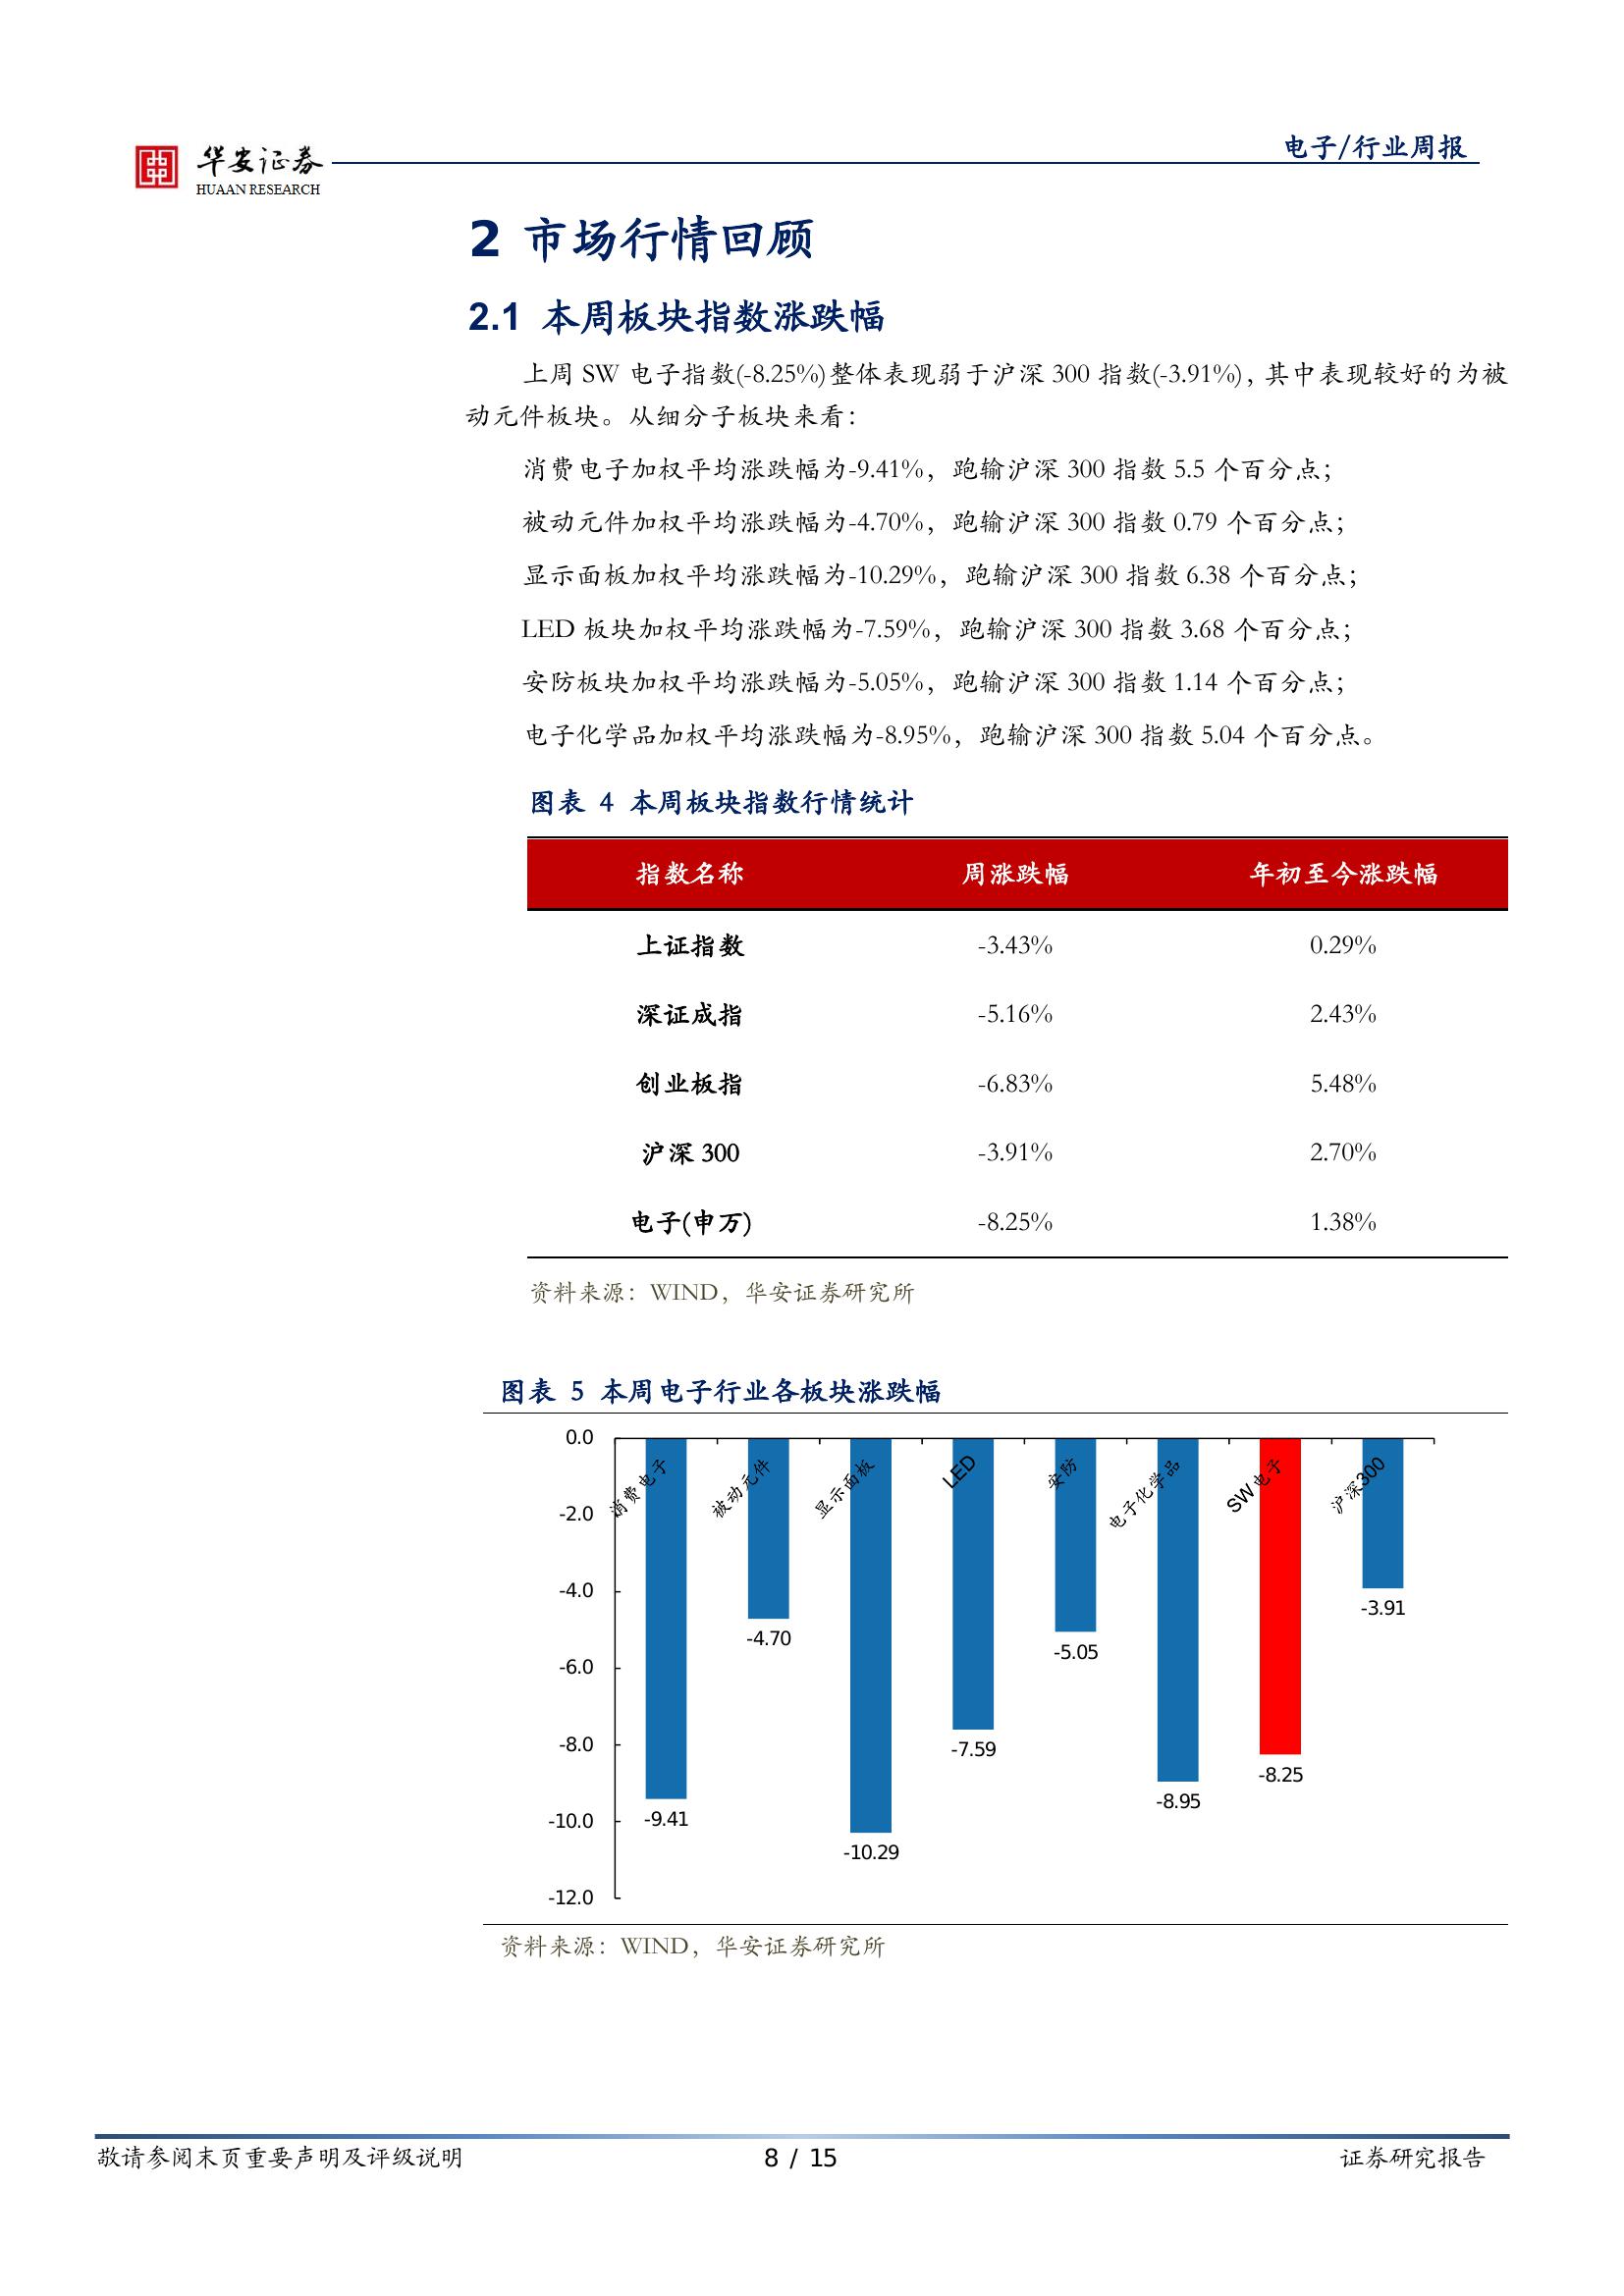 华安证券
HUAAN RESEARCH
电子/行业周报
2 市场行情回顾
2.1 本周板块指数涨跌幅
上周 SW 电子指数(-8.25%)整体表现弱于沪深 300 指数(-3.91%)，其中表现较好的为被
动元件板块。从细分子板块来看：
消费电子加权平均涨跌幅为-9.41%，跑输沪深 300 指数 5.5 个百分点；
被动元件加权平均涨跌幅为-4.70%，跑输沪深 300 指数 0.79 个百分点；
显示面板加权平均涨跌幅为-10.29%，跑输沪深 300 指数 6.38 个百分点；
LED 板块加权平均涨跌幅为-7.59%，跑输沪深 300 指数 3.68 个百分点；
安防板块加权平均涨跌幅为-5.05%，跑输沪深 300 指数 1.14 个百分点；
电子化学品加权平均涨跌幅为-8.95%，跑输沪深 300 指数 5.04 个百分点。
图表 4 本周板块指数行情统计
指数名称 周涨跌幅 年初至今涨跌幅
上证指数 -3.43% 0.29%
深证成指 -5.16% 2.43%
创业板指 -6.83% 5.48%
沪深 300 -3.91% 2.70%
电子(申万) -8.25% 1.38%
资料来源：WIND，华安证券研究所
图表 5 本周电子行业各板块涨跌幅
0.0
-2.0
-4.0
-6.0
-8.0
-10.0
-12.0
消费电子
被动元件
显示面板
LED
安防
电子化学品
SW电子
沪深300
-9.41
-4.70
-10.29
-7.59
-5.05
-8.95
-8.25
-3.91
资料来源：WIND，华安证券研究所
敬请参阅末页重要声明及评级说明
8 / 15
证券研究报告